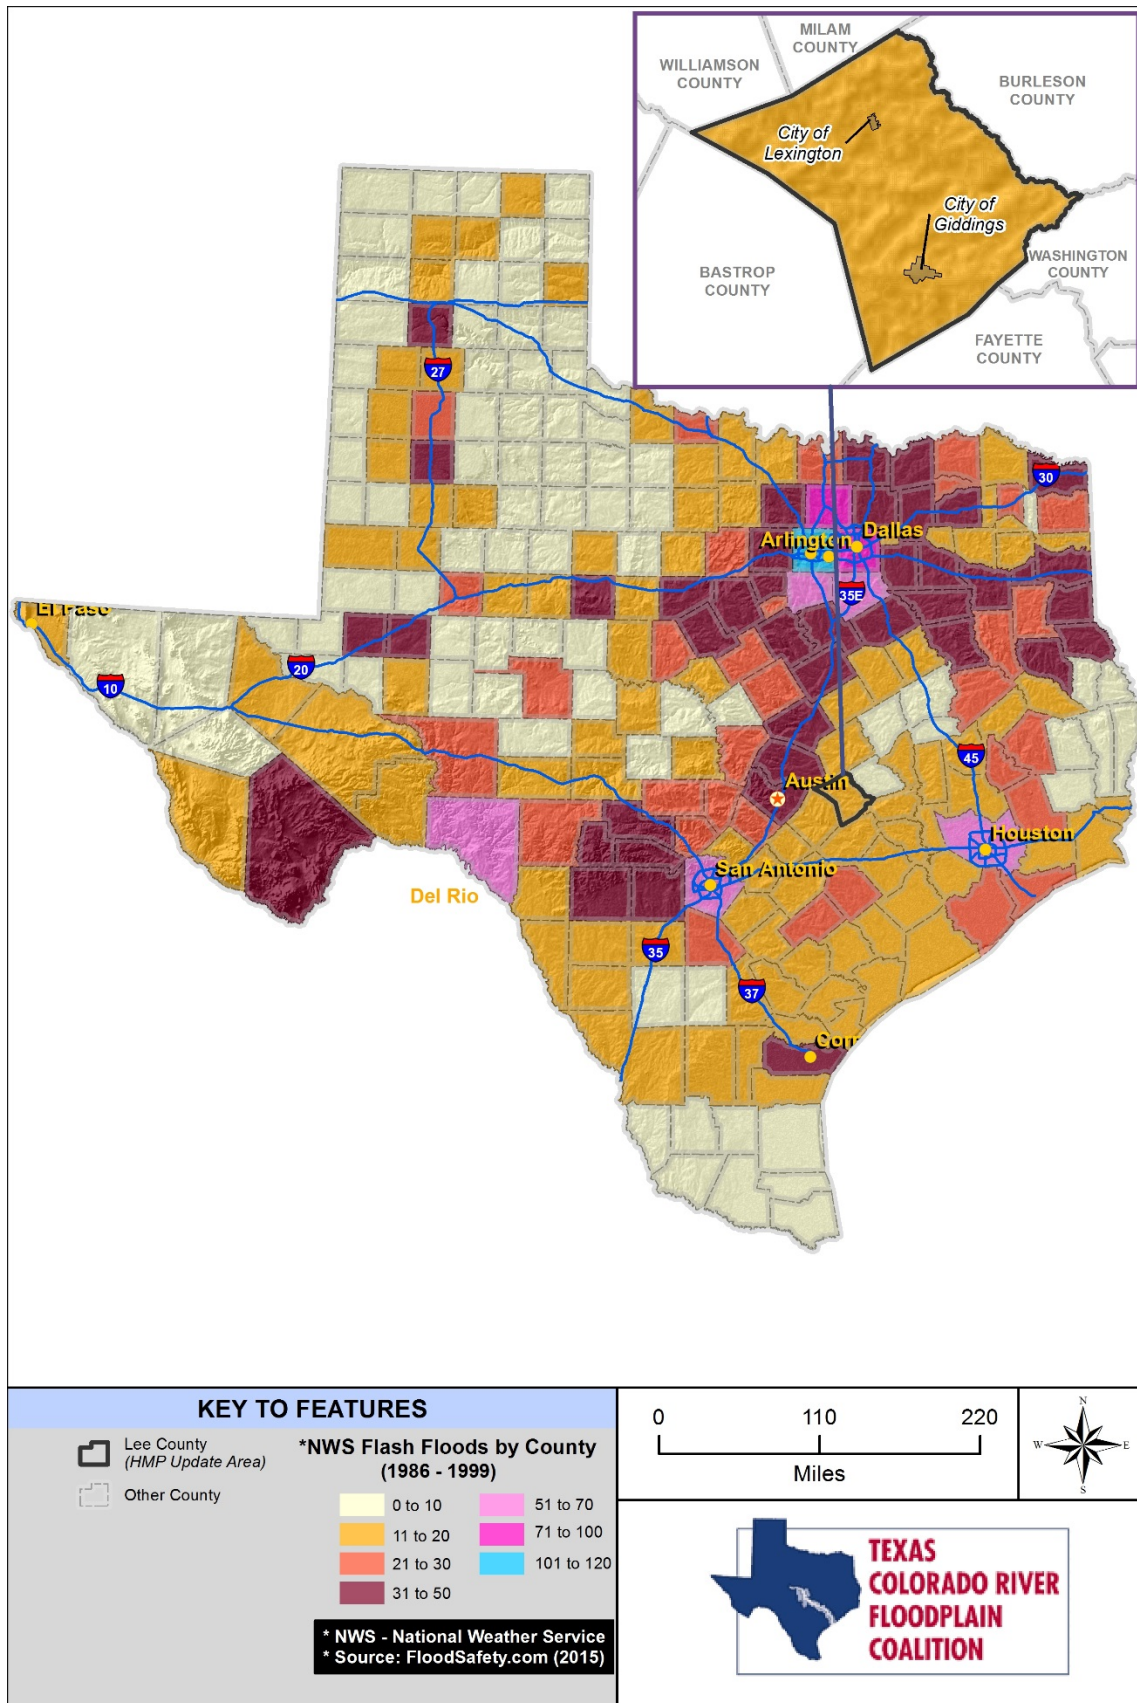 MILAM
COUNTY
WILLIAMSON
COUNTY
BURLESON
COUNTY
City of
Lexington
City of
Giddings
WASHINGTON
COUNTY
BASTROP
COUNTY
FAYETTE
COUNTY
27
30
Dallas
Arlington
35E
El Paso
20
10
45
Austin
Houston
San Antonio
Del Rio
35
37
Corp
KEY TO FEATURES
Lee County
(HMP Update Area)
Other County
*NWS Flash Floods by County
(1986 - 1999)
0 to 10
11 to 20
21 to 30
31 to 50
51 to 70
71 to 100
101 to 120
* NWS - National Weather Service
* Source: FloodSafety.com (2015)
0 110 220
Miles
N
W E
S
TEXAS
COLORADO RIVER
FLOODPLAIN
COALITION